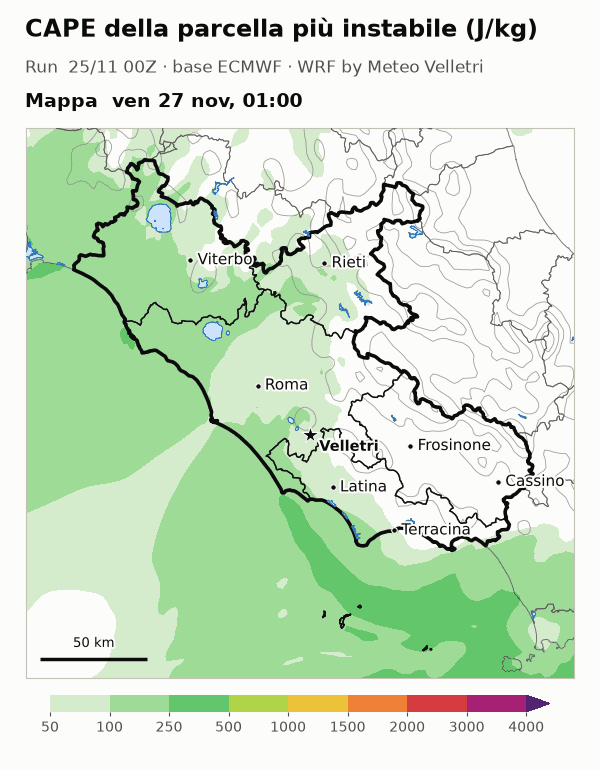 CAPE della parcella più instabile (J/kg)
Run 25/11 00Z · base ECMWF · WRF by Meteo Velletri
Mappa ven 27 nov, 01:00
Viterbo
Rieti
Roma
Velletri
Frosinone
Cassino
Latina
Terracina
50 km
50 100 250 500 1000 1500 2000 3000 4000